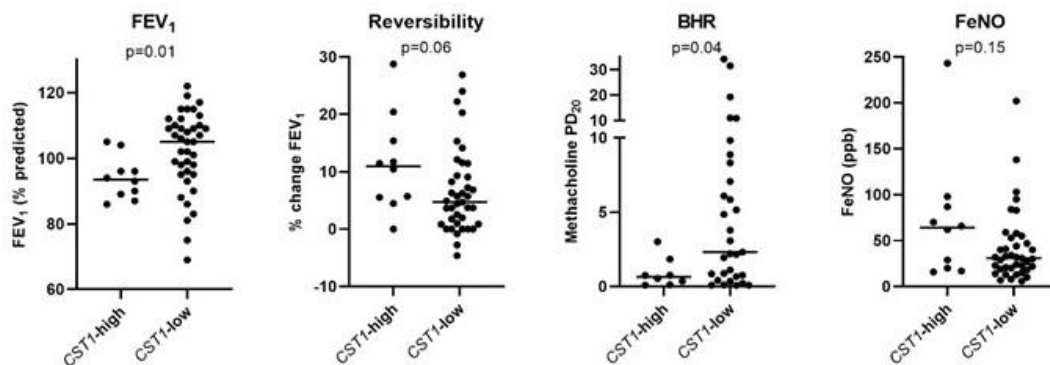 FEV1
p=0.01
FEV1 (% predicted)
120
100
80
60
CST1-high
CST1-low
Reversibility
p=0.06
% change FEV1
30
20
10
0
-10
CST1-high
CST1-low
BHR
p=0.04
Methacholine PD20
30
20
10
10
5
0
CST1-high
CST1-low
FeNO
p=0.15
FeNO (ppb)
250
200
150
100
50
0
CST1-high
CST1-low